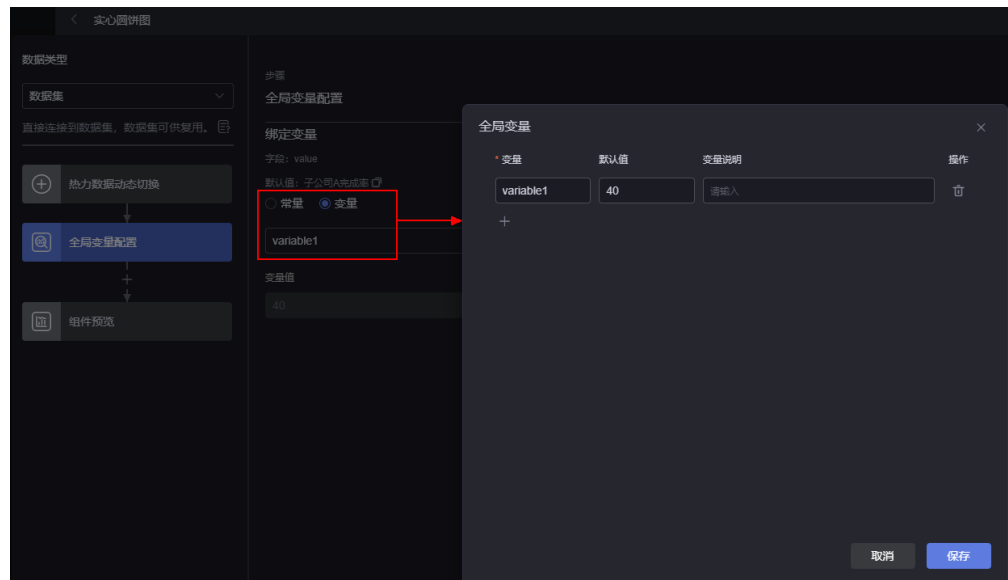 实心圆饼图
数据类型
数据集
直接连接到数据集，数据集可供复用。
热力数据动态切换
全局变量配置
组件预览
步骤
全局变量配置
绑定变量
字段：value
默认值：子公司A完成率
常量 变量
variable1
变量值
40
全局变量
* 变量 默认值 变量说明 操作
variable1 40 请输入
取消 保存